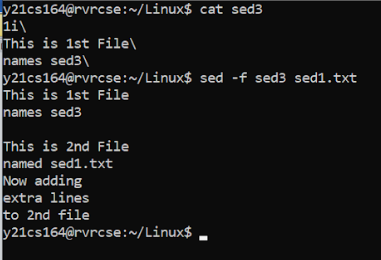 y21cs164@rvrcse:~/Linux$ cat sed3
1i\
This is 1st File\
names sed3\
y21cs164@rvrcse:~/Linux$ sed -f sed3 sed1.txt
This is 1st File
names sed3

This is 2nd File
named sed1.txt
Now adding
extra lines
to 2nd file
y21cs164@rvrcse:~/Linux$